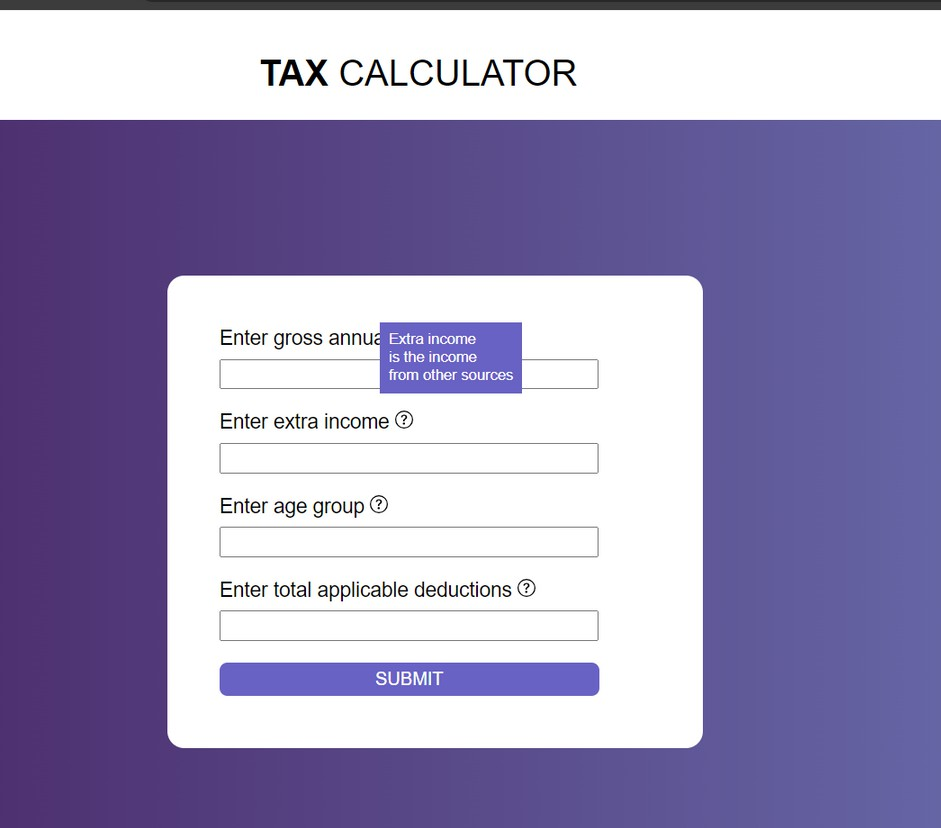 TAX CALCULATOR
Enter gross annua
Extra income
is the income
from other sources
Enter extra income ?
Enter age group ?
Enter total applicable deductions ?
SUBMIT